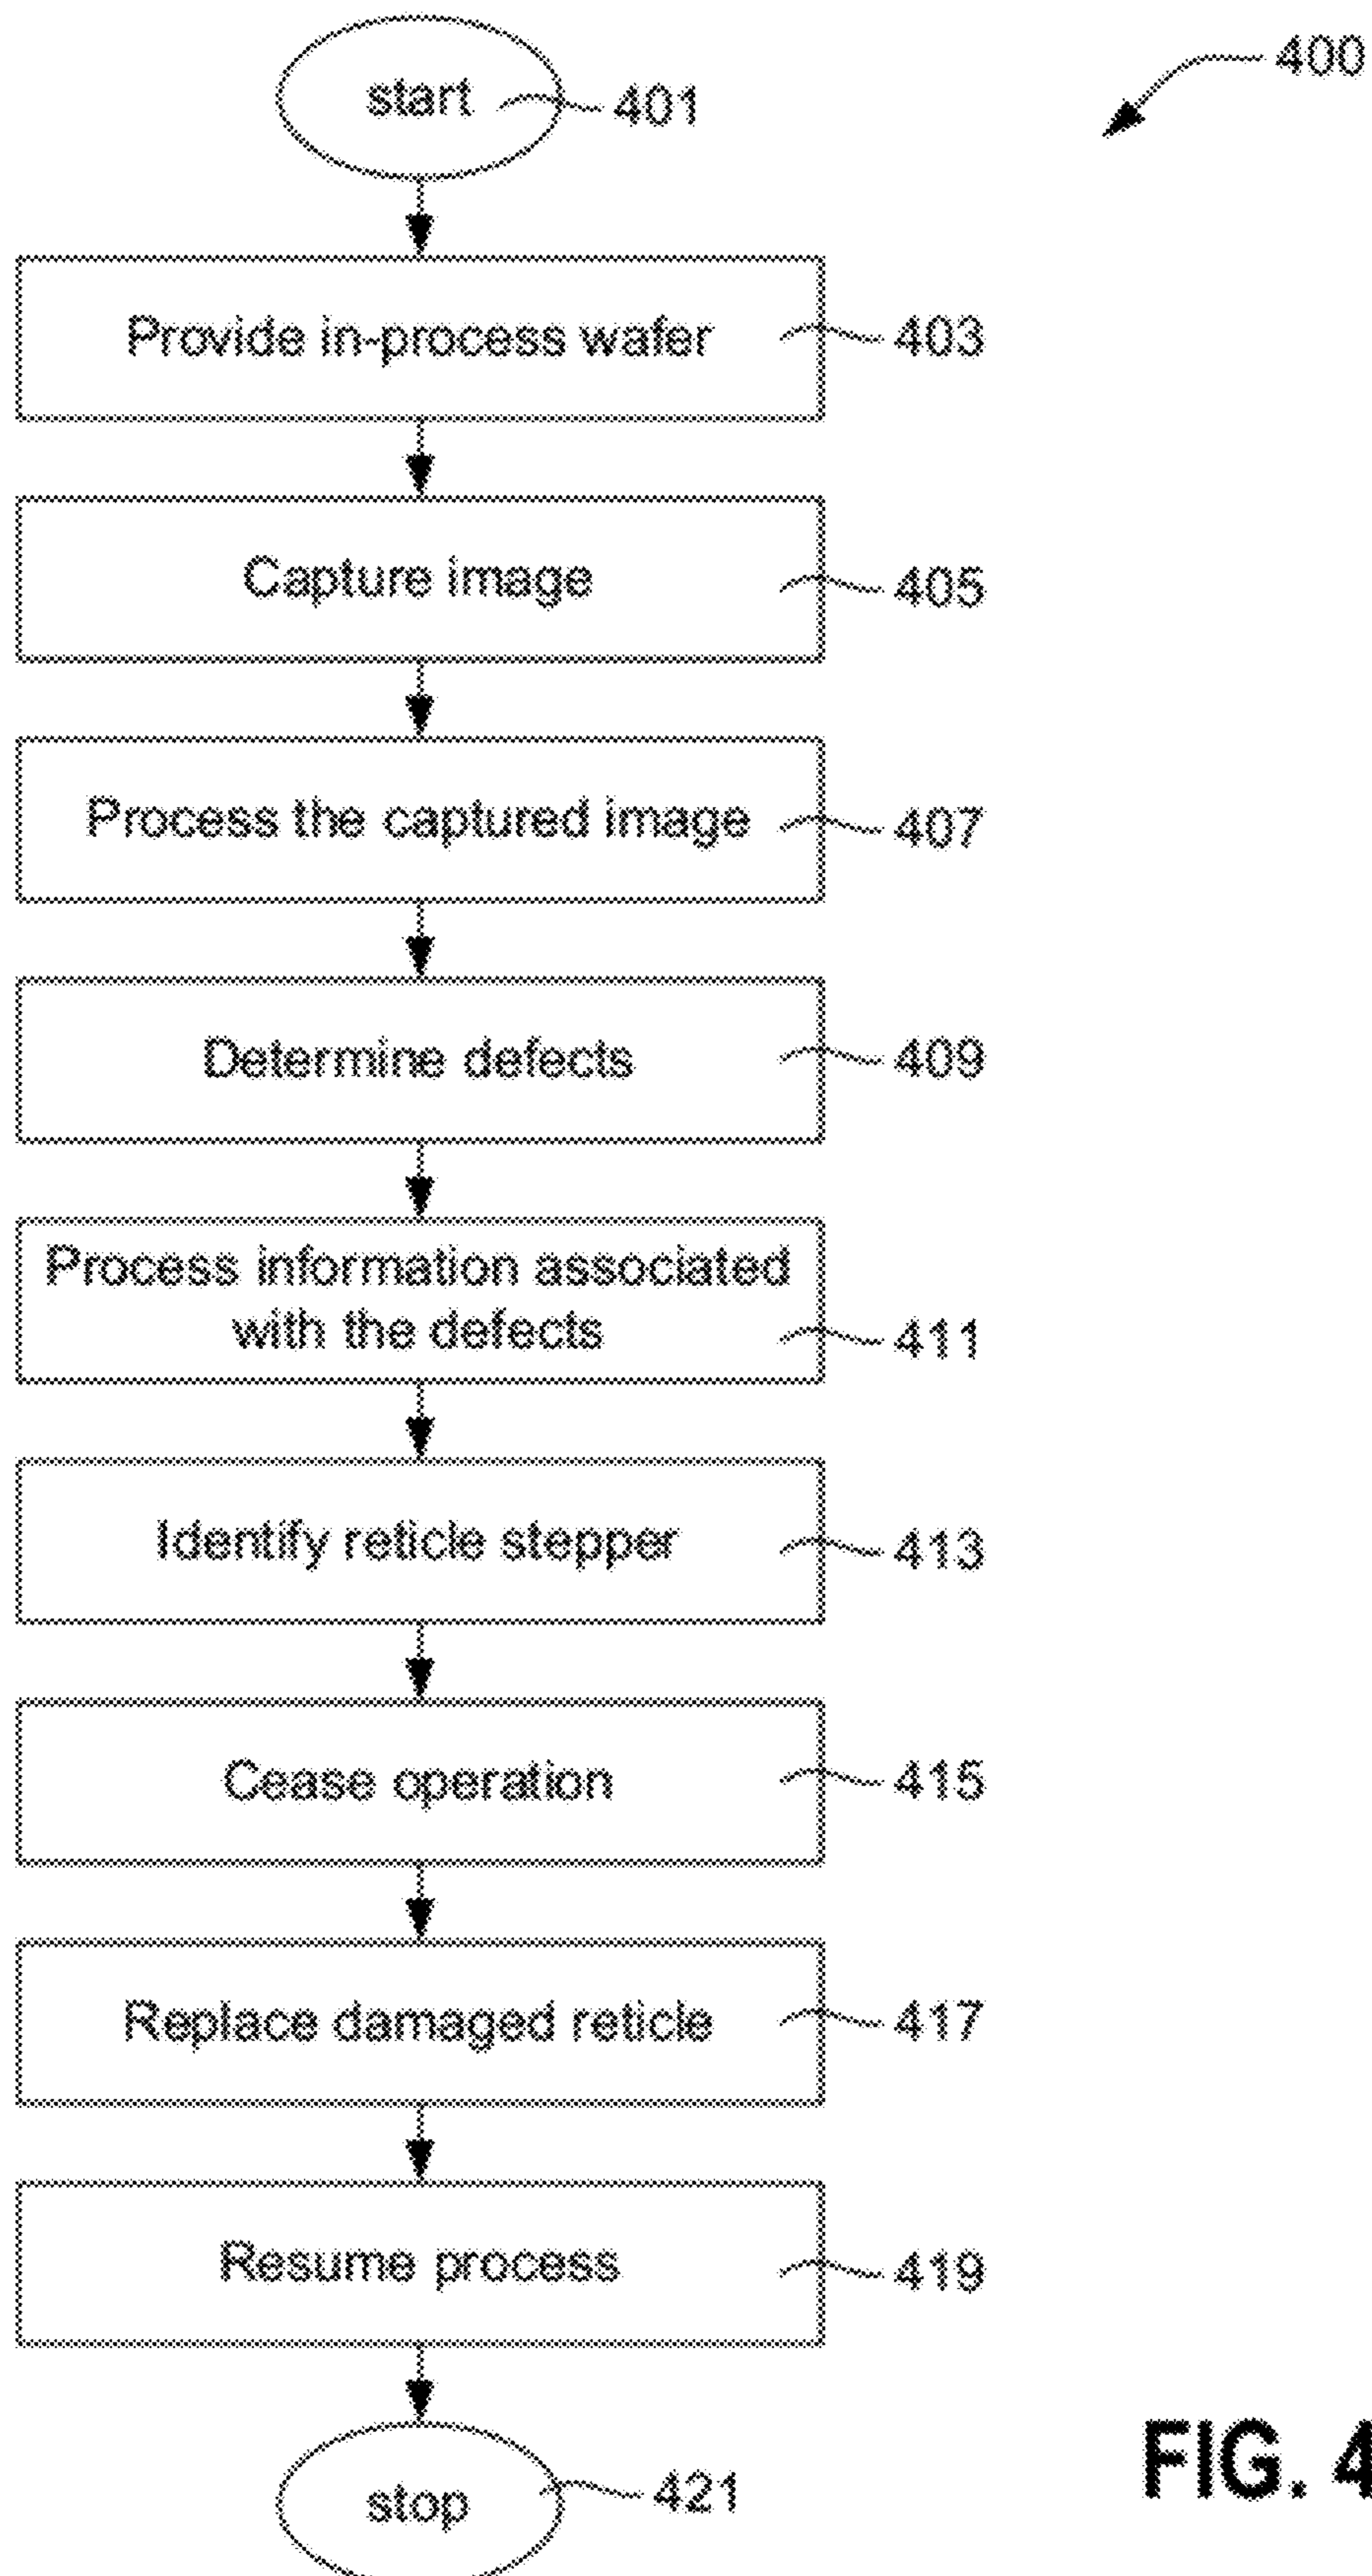 400
start 401
Provide in-process wafer 403
Capture image 405
Process the captured image 407
Determine defects 409
Process information associated
with the defects 411
Identify reticle stepper 413
Cease operation 415
Replace damaged reticle 417
Resume process 419
stop 421
FIG. 4